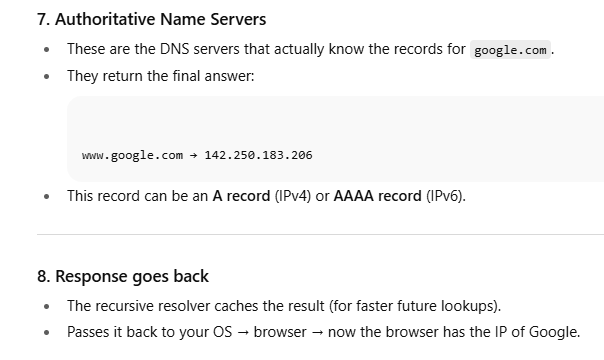 7. Authoritative Name Servers
• These are the DNS servers that actually know the records for google.com.
• They return the final answer:
www.google.com → 142.250.183.206
• This record can be an A record (IPv4) or AAAA record (IPv6).
8. Response goes back
• The recursive resolver caches the result (for faster future lookups).
• Passes it back to your OS → browser → now the browser has the IP of Google.